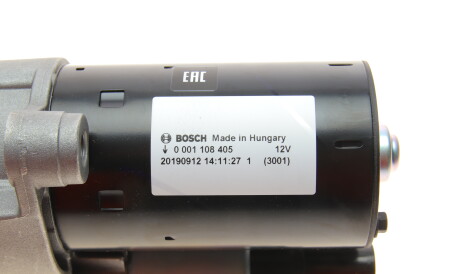 EAC
BOSCH Made in Hungary
0 001 108 405 12V
20190912 14:11:27 1 (3001)